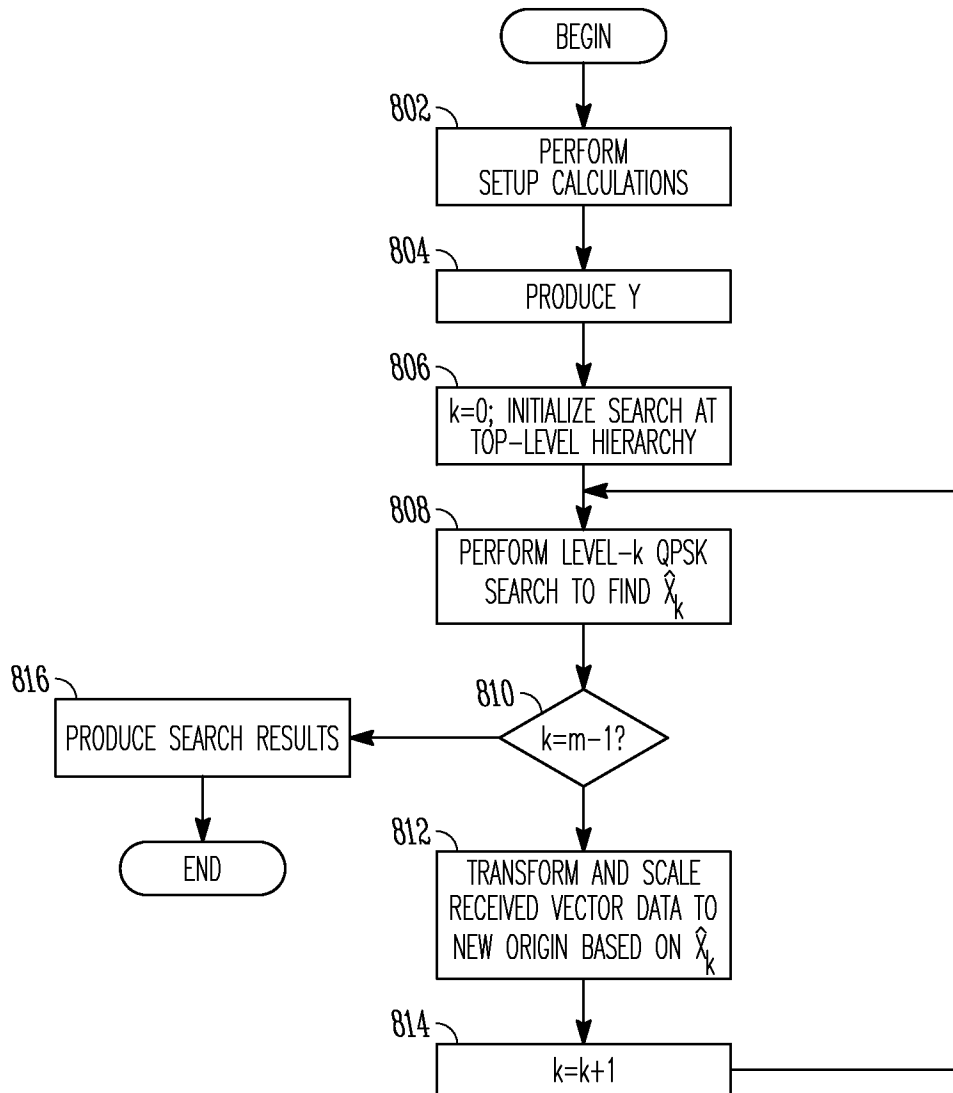 BEGIN
802
PERFORM
SETUP CALCULATIONS
804
PRODUCE Y
806
k=0; INITIALIZE SEARCH AT
TOP-LEVEL HIERARCHY
808
PERFORM LEVEL-k QPSK
SEARCH TO FIND X̂k
810
k=m-1?
816
PRODUCE SEARCH RESULTS
END
812
TRANSFORM AND SCALE
RECEIVED VECTOR DATA TO
NEW ORIGIN BASED ON X̂k
814
k=k+1